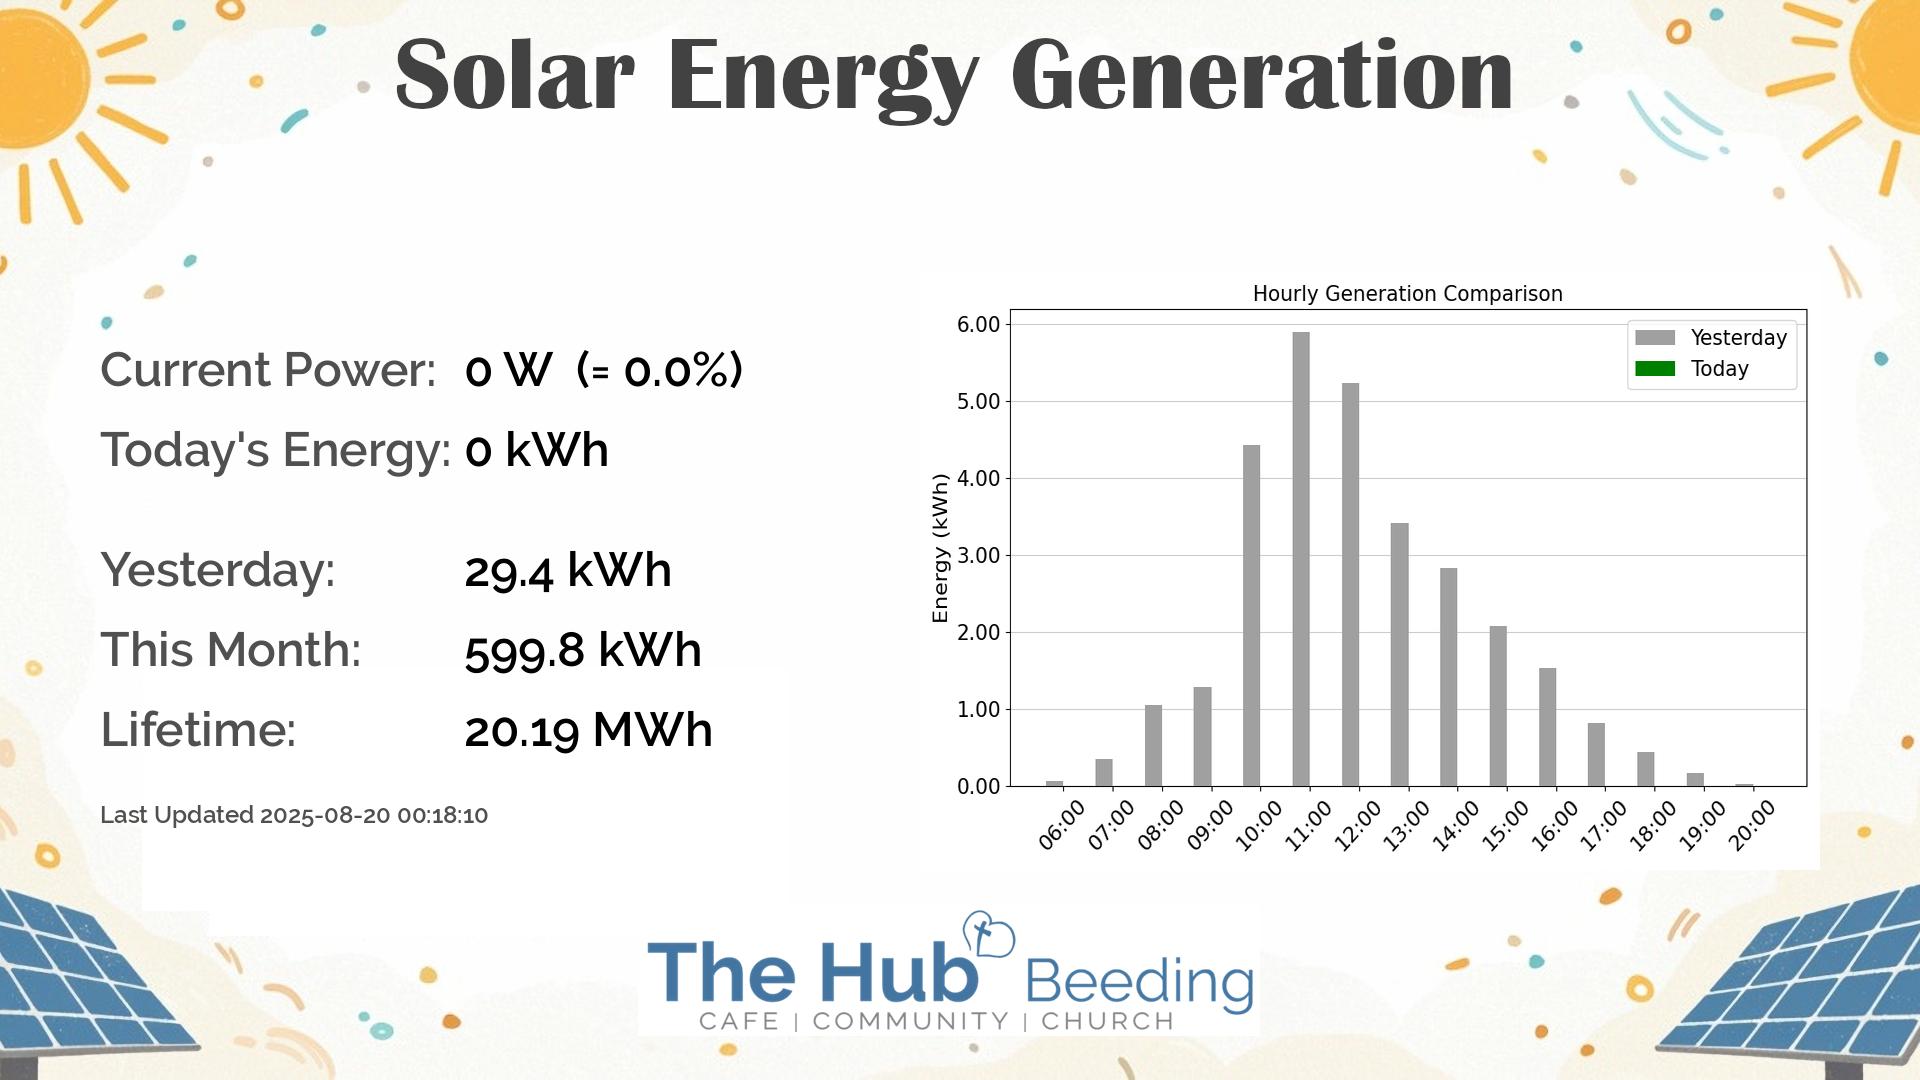 Solar Energy Generation
Current Power: 0 W (= 0.0%)
Today's Energy: 0 kWh
Yesterday: 29.4 kWh
This Month: 599.8 kWh
Lifetime: 20.19 MWh
Last Updated 2025-08-20 00:18:10
Hourly Generation Comparison
Yesterday
Today
Energy (kWh)
6.00
5.00
4.00
3.00
2.00
1.00
0.00
06:00 07:00 08:00 09:00 10:00 11:00 12:00 13:00 14:00 15:00 16:00 17:00 18:00 19:00 20:00
The Hub Beeding
CAFE | COMMUNITY | CHURCH